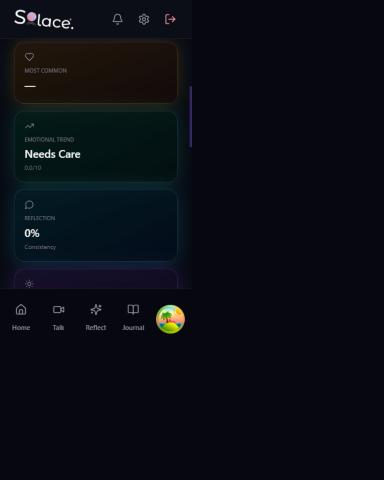 Solace.
MOST COMMON
—
EMOTIONAL TREND
Needs Care
0.0/10
REFLECTION
0%
Consistency
Home Talk Reflect Journal